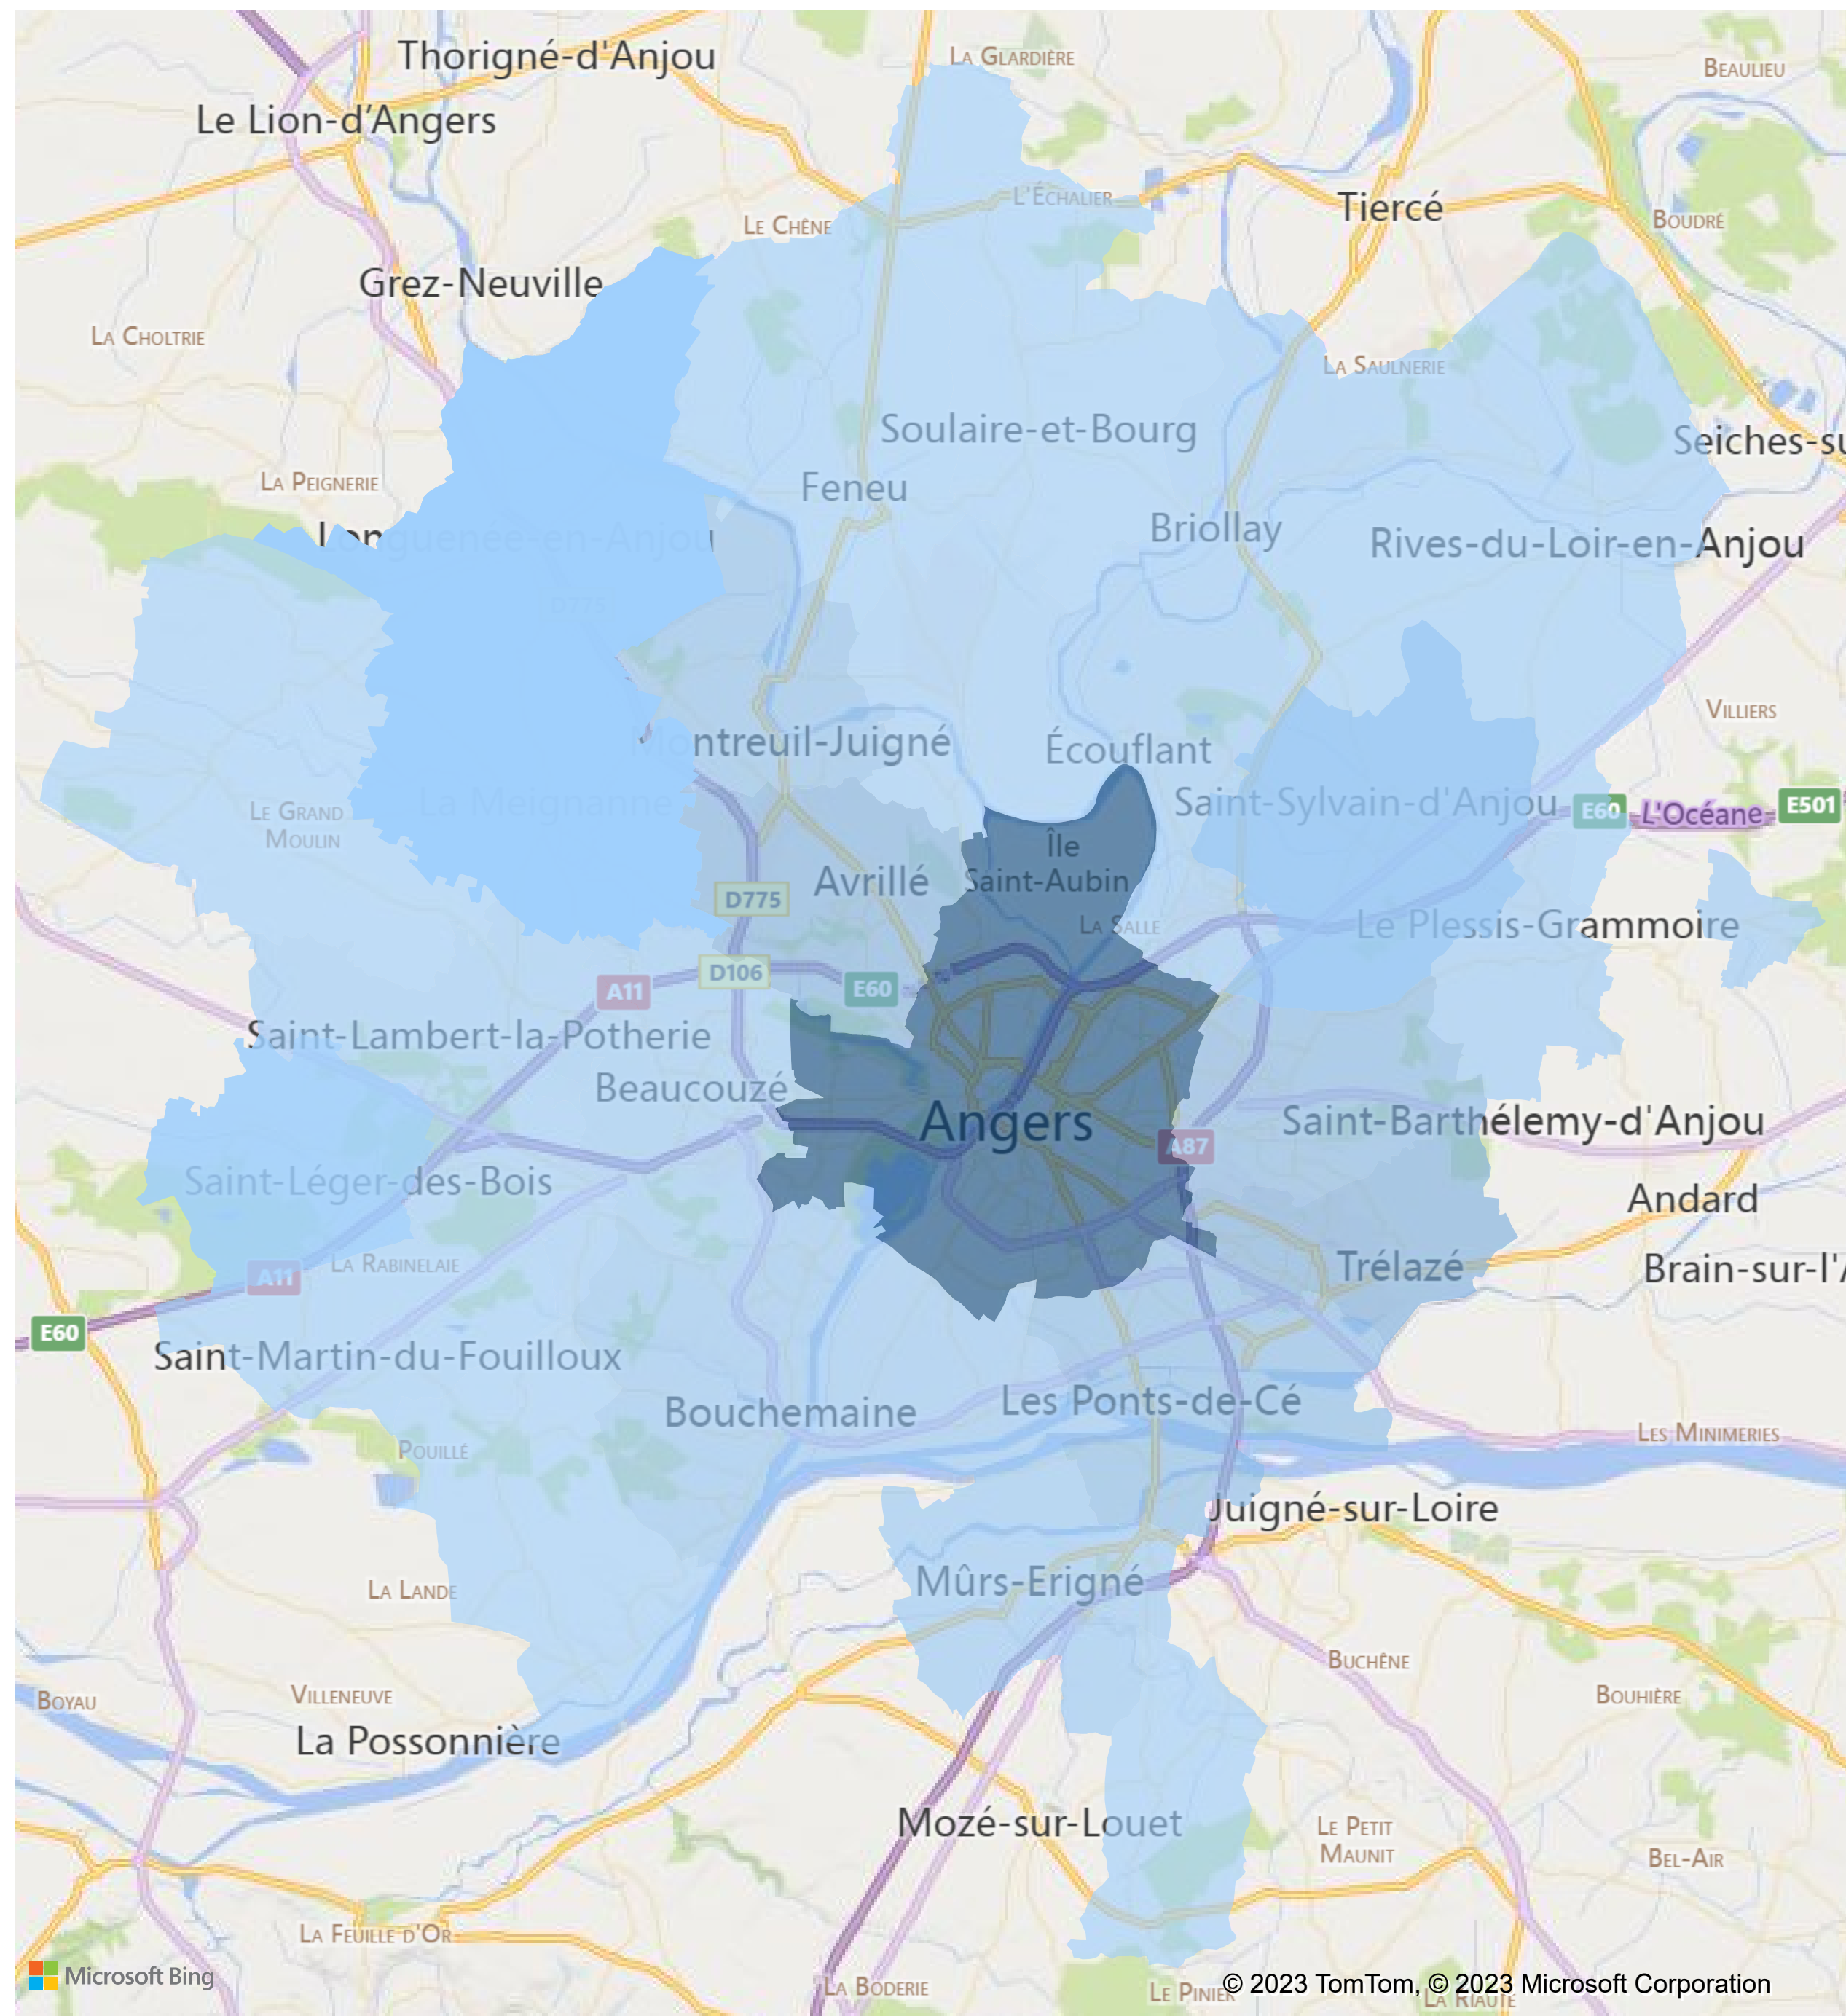 Thorigné-d'Anjou
LA GLARDIÈRE
BEAULIEU
Le Lion-d'Angers
L'ÉCHALIER
Tiercé
BOUDRÉ
LE CHÊNE
Grez-Neuville
LA CHOLTRIE
LA SAULNERIE
Soulaire-et-Bourg
Seiches-su
LA PEIGNERIE
Feneu
Briollay
Longuenée-en-Anjou
Rives-du-Loir-en-Anjou
D775
VILLIERS
Montreuil-Juigné
Écouflant
La Meignanne
Saint-Sylvain-d'Anjou
E60
L'Océane
E501
LE GRAND
MOULIN
Île
Saint-Aubin
Avrillé
D775
LA SALLE
Le Plessis-Grammoire
D106
A11
E60
Saint-Lambert-la-Potherie
Beaucouzé
Angers
Saint-Barthélemy-d'Anjou
A87
Saint-Léger-des-Bois
Andard
LA RABINELAIE
A11
Trélazé
Brain-sur-l'A
E60
Saint-Martin-du-Fouilloux
Bouchemaine
Les Ponts-de-Cé
POUILLÉ
LES MINIMERIES
Juigné-sur-Loire
LA LANDE
Mûrs-Erigné
BUCHÊNE
BOYAU
VILLENEUVE
BOUHIÈRE
La Possonnière
Mozé-sur-Louet
LE PETIT
MAUNIT
BEL-AIR
LA FEUILLE D'OR
Microsoft Bing
LA BODERIE
LE PINIER
© 2023 TomTom, © 2023 Microsoft Corporation
LA RIAUTÉ